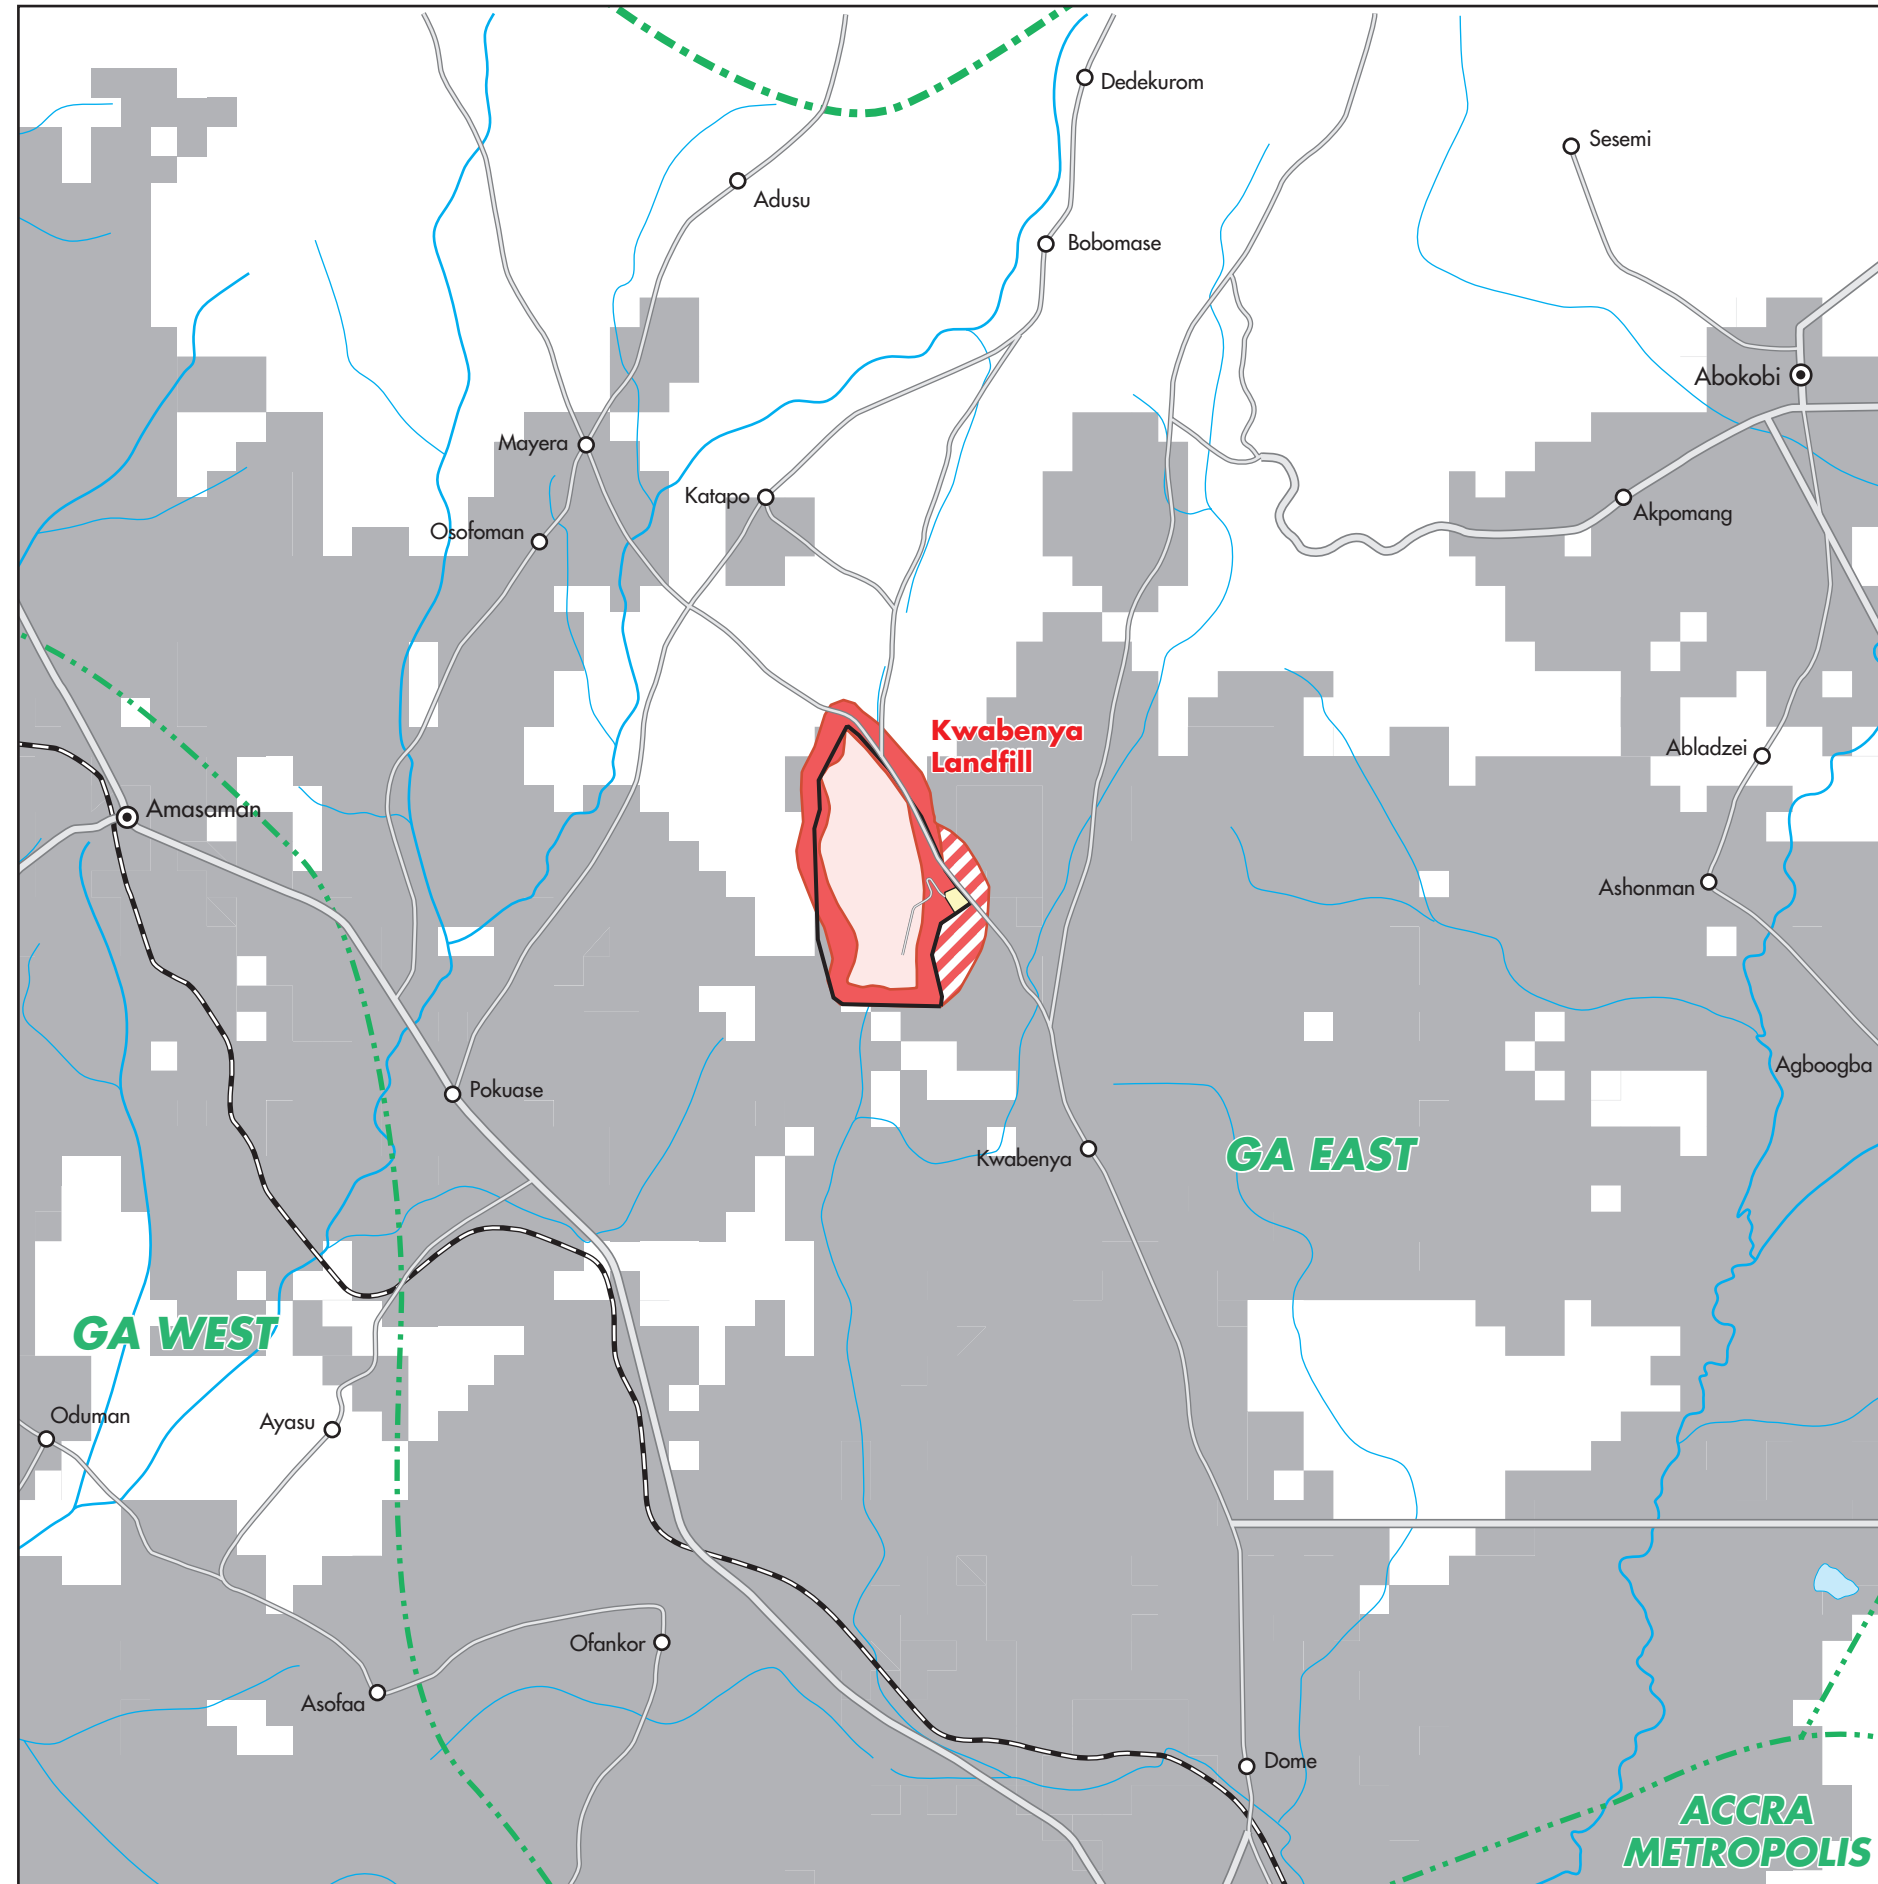 Dedekurom
Sesemi
Adusu
Bobomase
Abokobi
Mayera
Katapo
Akpomang
Osofoman
Kwabenya
Landfill
Abladzei
Amasaman
Ashonman
Agboogba
Pokuase
Kwabenya
GA EAST
GA WEST
Oduman
Ayasu
Ofankor
Asofaa
Dome
ACCRA
METROPOLIS